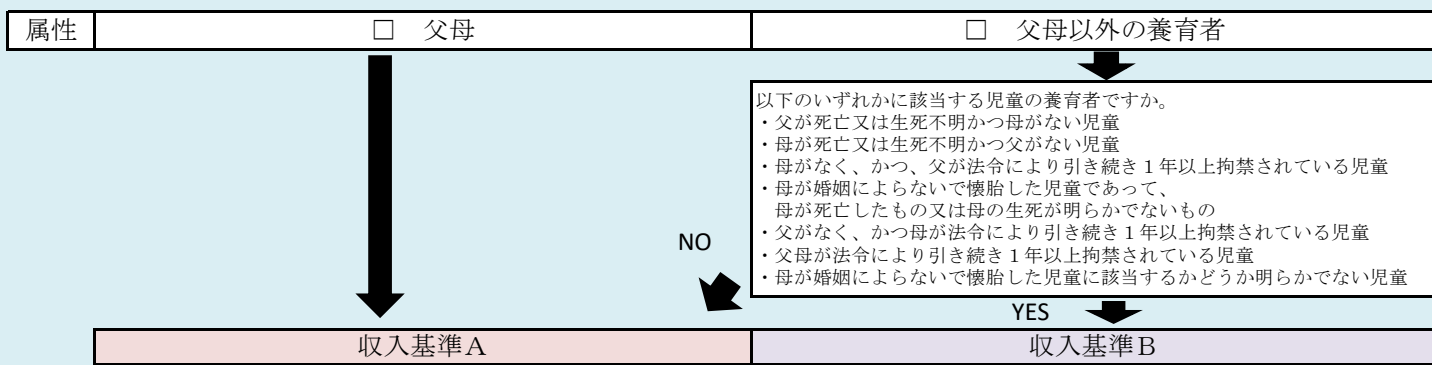 属性 □ 父母 □ 父母以外の養育者
以下のいずれかに該当する児童の養育者ですか。
・父が死亡又は生死不明かつ母がない児童
・母が死亡又は生死不明かつ父がない児童
・母がなく、かつ、父が法令により引き続き１年以上拘禁されている児童
・母が婚姻によらないで懐胎した児童であって、
母が死亡したもの又は母の生死が明らかでないもの
・父がなく、かつ母が法令により引き続き１年以上拘禁されている児童
・父母が法令により引き続き１年以上拘禁されている児童
・母が婚姻によらないで懐胎した児童に該当するかどうか明らかでない児童
NO
YES
収入基準Ａ 収入基準Ｂ